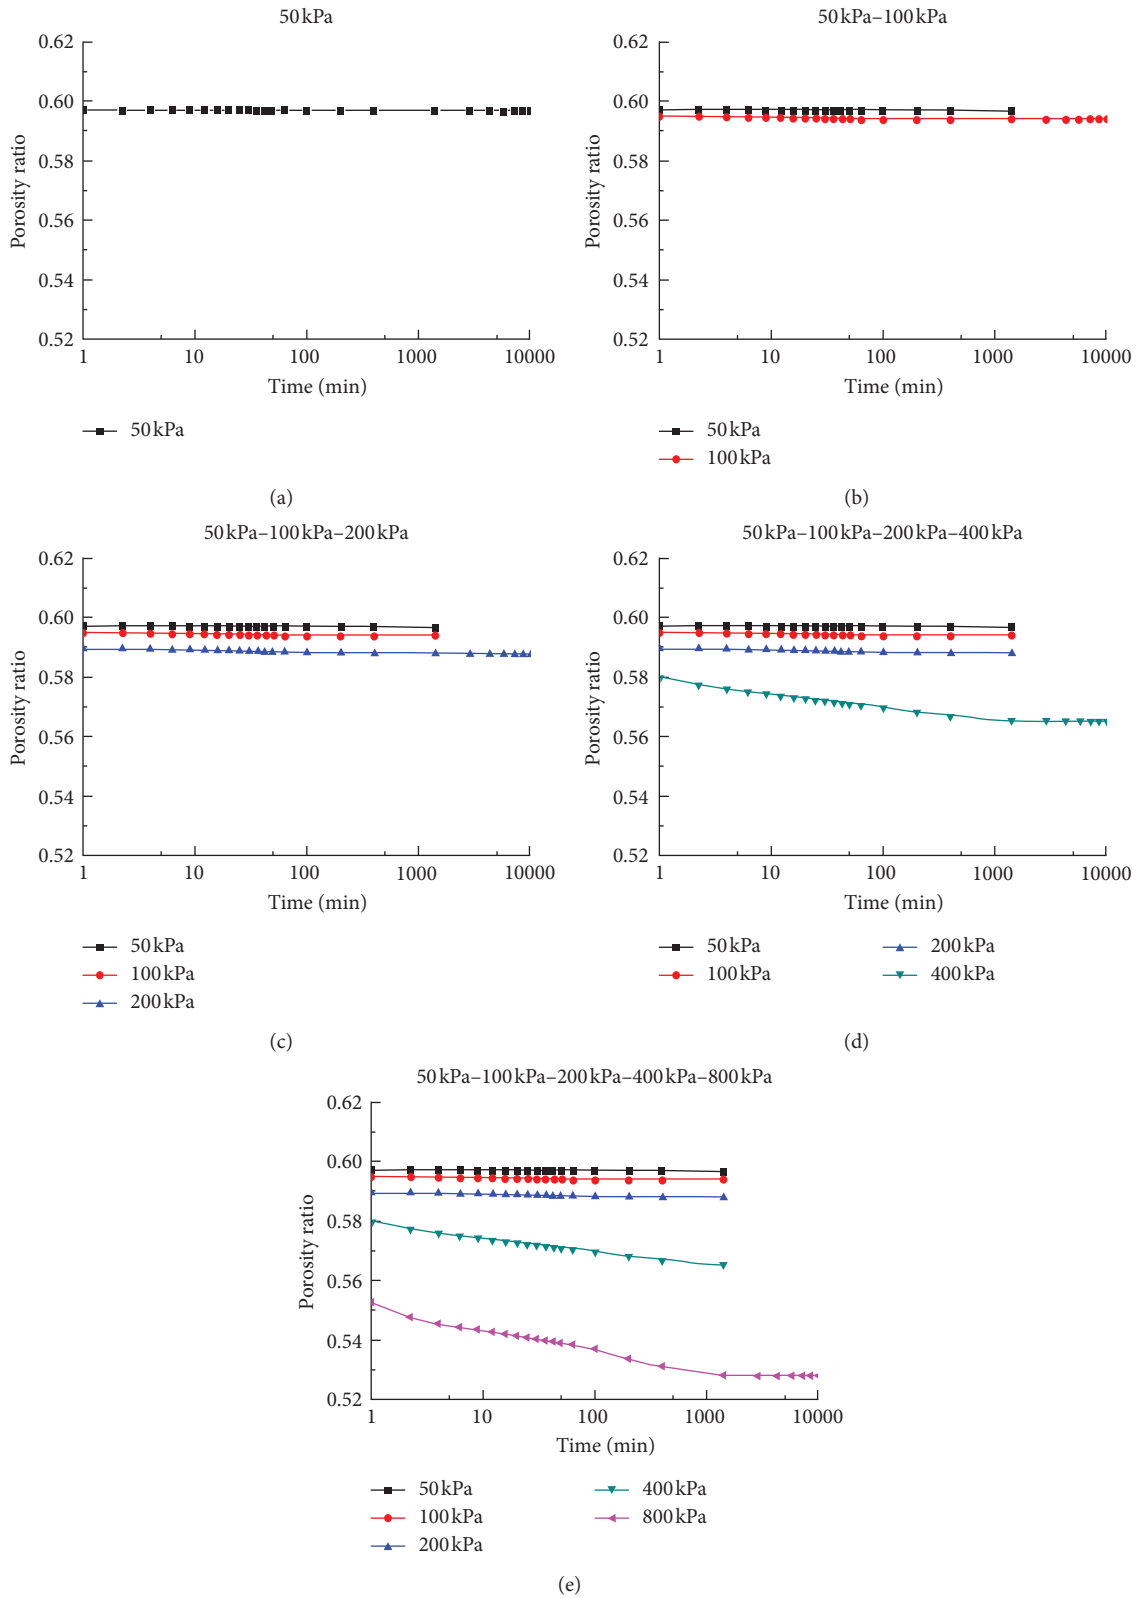 50 kPa
0.62
0.60
0.58
0.56
0.54
0.52
Porosity ratio
1 10 100 1000 10000
Time (min)
50 kPa
(a)
50 kPa–100 kPa
0.62
0.60
0.58
0.56
0.54
0.52
Porosity ratio
1 10 100 1000 10000
Time (min)
50 kPa
100 kPa
(b)
50 kPa–100 kPa–200 kPa
0.62
0.60
0.58
0.56
0.54
0.52
Porosity ratio
1 10 100 1000 10000
Time (min)
50 kPa
100 kPa
200 kPa
(c)
50 kPa–100 kPa–200 kPa–400 kPa
0.62
0.60
0.58
0.56
0.54
0.52
Porosity ratio
1 10 100 1000 10000
Time (min)
50 kPa
100 kPa
200 kPa
400 kPa
(d)
50 kPa–100 kPa–200 kPa–400 kPa–800 kPa
0.62
0.60
0.58
0.56
0.54
0.52
Porosity ratio
1 10 100 1000 10000
Time (min)
50 kPa
100 kPa
200 kPa
400 kPa
800 kPa
(e)